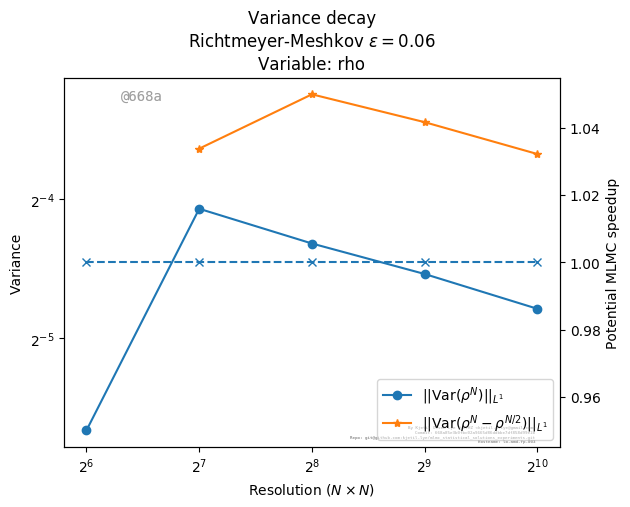 Variance decay
Richtmeyer-Meshkov ε = 0.06
Variable: rho
@668a
2^{-4}
2^{-5}
Variance
1.04
1.02
1.00
0.98
0.96
Potential MLMC speedup
||Var(ρ^N)||_{L^1}
||Var(ρ^N − ρ^{N/2})||_{L^1}
2^6
2^7
2^8
2^9
2^{10}
Resolution (N × N)